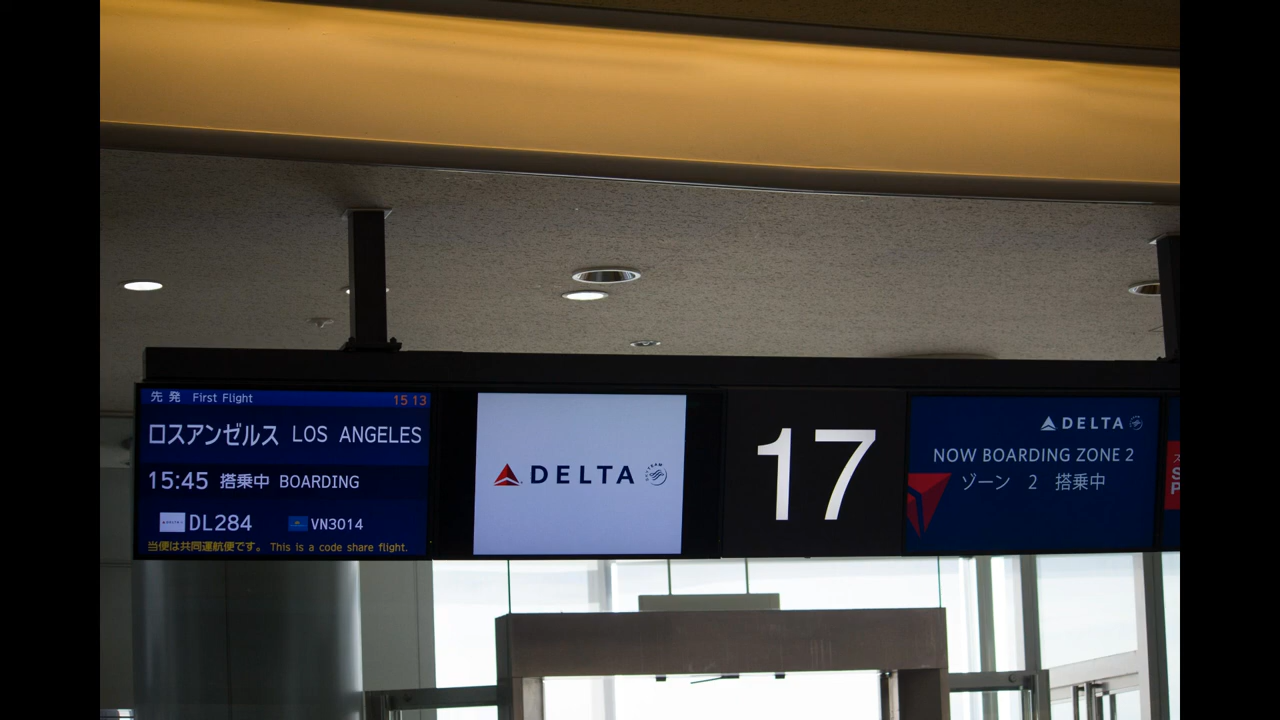 先発 First Flight 15 13
ロスアンゼルス LOS ANGELES
15:45 搭乗中 BOARDING
DL284 VN3014
当便は共同運航便です。 This is a code share flight.
DELTA
17
DELTA
NOW BOARDING ZONE 2
ゾーン 2 搭乗中